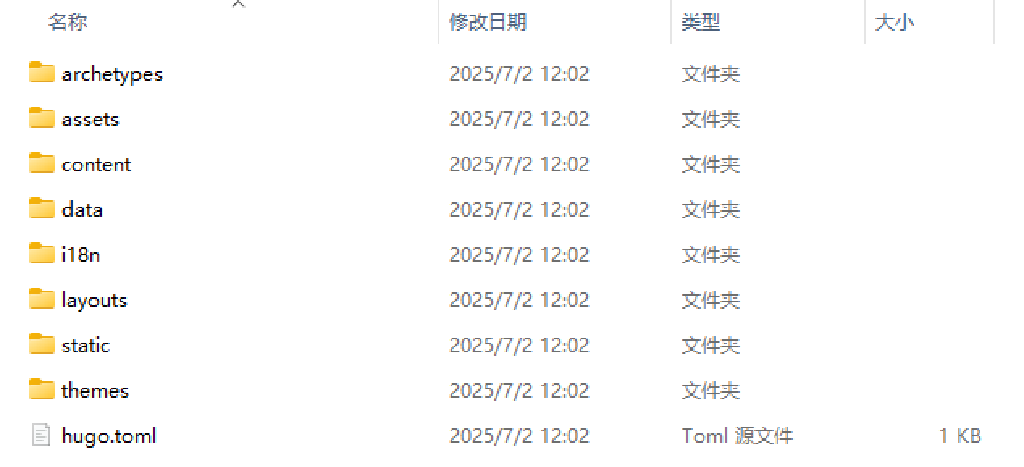 名称 修改日期 类型 大小
archetypes 2025/7/2 12:02 文件夹
assets 2025/7/2 12:02 文件夹
content 2025/7/2 12:02 文件夹
data 2025/7/2 12:02 文件夹
i18n 2025/7/2 12:02 文件夹
layouts 2025/7/2 12:02 文件夹
static 2025/7/2 12:02 文件夹
themes 2025/7/2 12:02 文件夹
hugo.toml 2025/7/2 12:02 Toml 源文件 1 KB